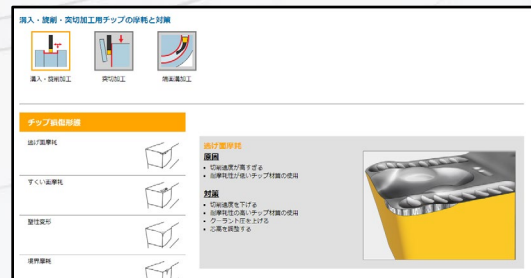 溝入・旋削・突切加工用チップの摩耗と対策
溝入・旋削加工
突切加工
端面溝加工
チップ損傷形態
逃げ面摩耗
すくい面摩耗
塑性変形
境界摩耗
逃げ面摩耗
原因
• 切削速度が高すぎる
• 耐摩耗性が低いチップ材種の使用
対策
• 切削速度を下げる
• 耐摩耗性の高いチップ材種の使用
• クーラント圧を上げる
• 芯高を調整する